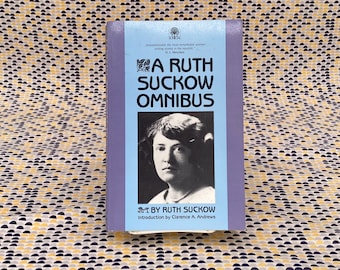 A RUTH
SUCKOW
OMNIBUS
BY RUTH SUCKOW
introduction by Clarence A. Andrews